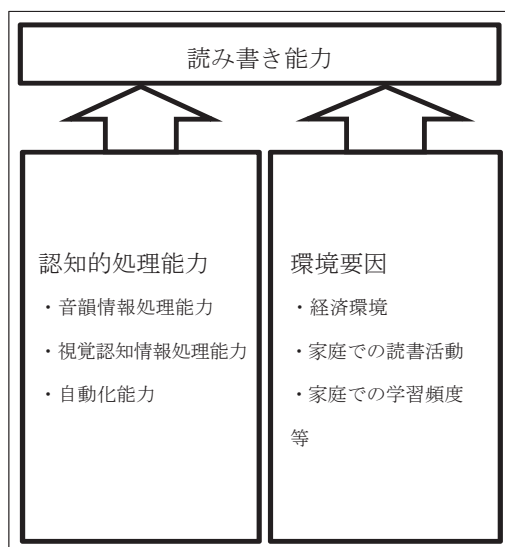 読み書き能力
認知的処理能力
・音韻情報処理能力
・視覚認知情報処理能力
・自動化能力
環境要因
・経済環境
・家庭での読書活動
・家庭での学習頻度
等